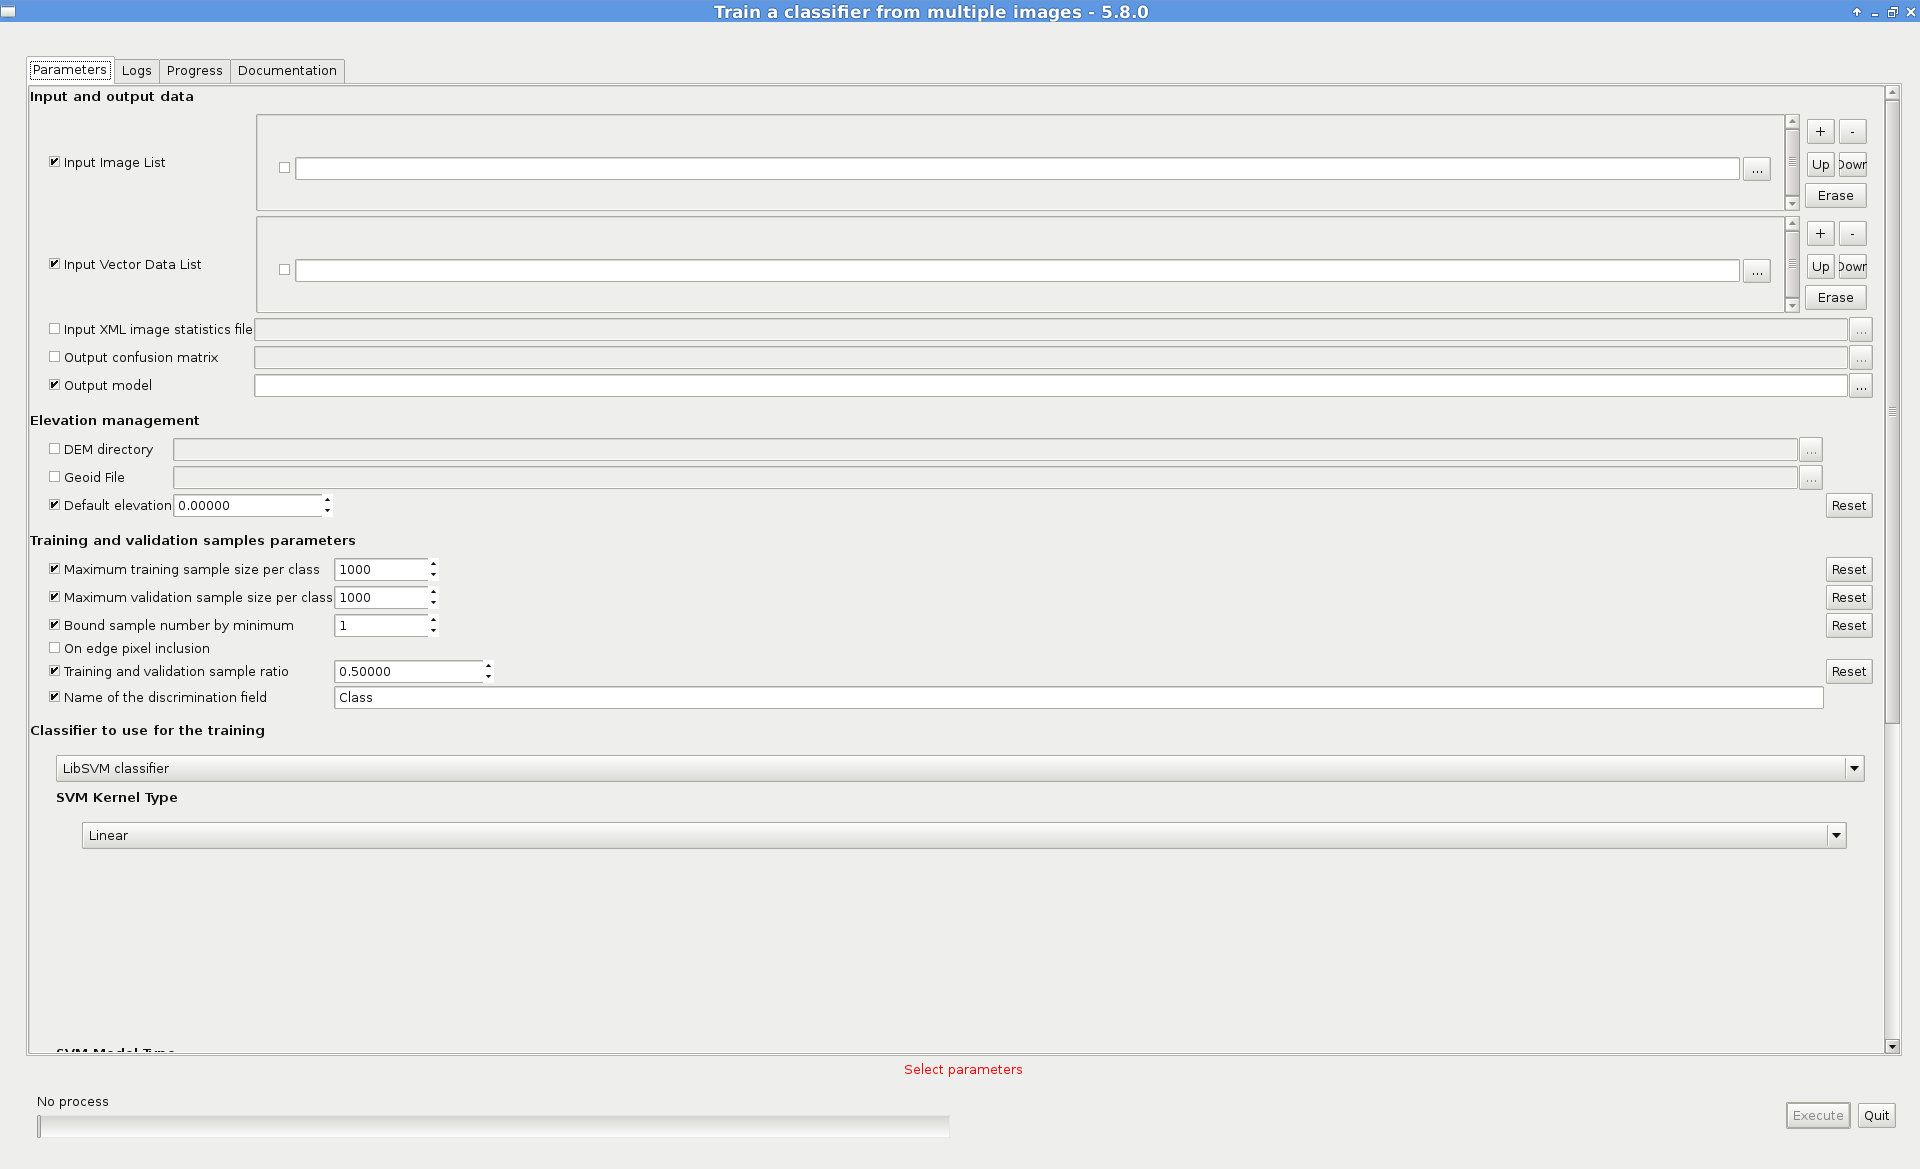 Train a classifier from multiple images - 5.8.0
Parameters Logs Progress Documentation
Input and output data
+ -
Input Image List ... Up Down
Erase
+ -
Input Vector Data List ... Up Down
Erase
Input XML image statistics file ...
Output confusion matrix ...
Output model ...
Elevation management
DEM directory ...
Geoid File ...
Default elevation 0.00000 Reset
Training and validation samples parameters
Maximum training sample size per class 1000 Reset
Maximum validation sample size per class 1000 Reset
Bound sample number by minimum 1 Reset
On edge pixel inclusion
Training and validation sample ratio 0.50000 Reset
Name of the discrimination field Class
Classifier to use for the training
LibSVM classifier
SVM Kernel Type
Linear
SVM Model Type
Select parameters
No process
Execute Quit